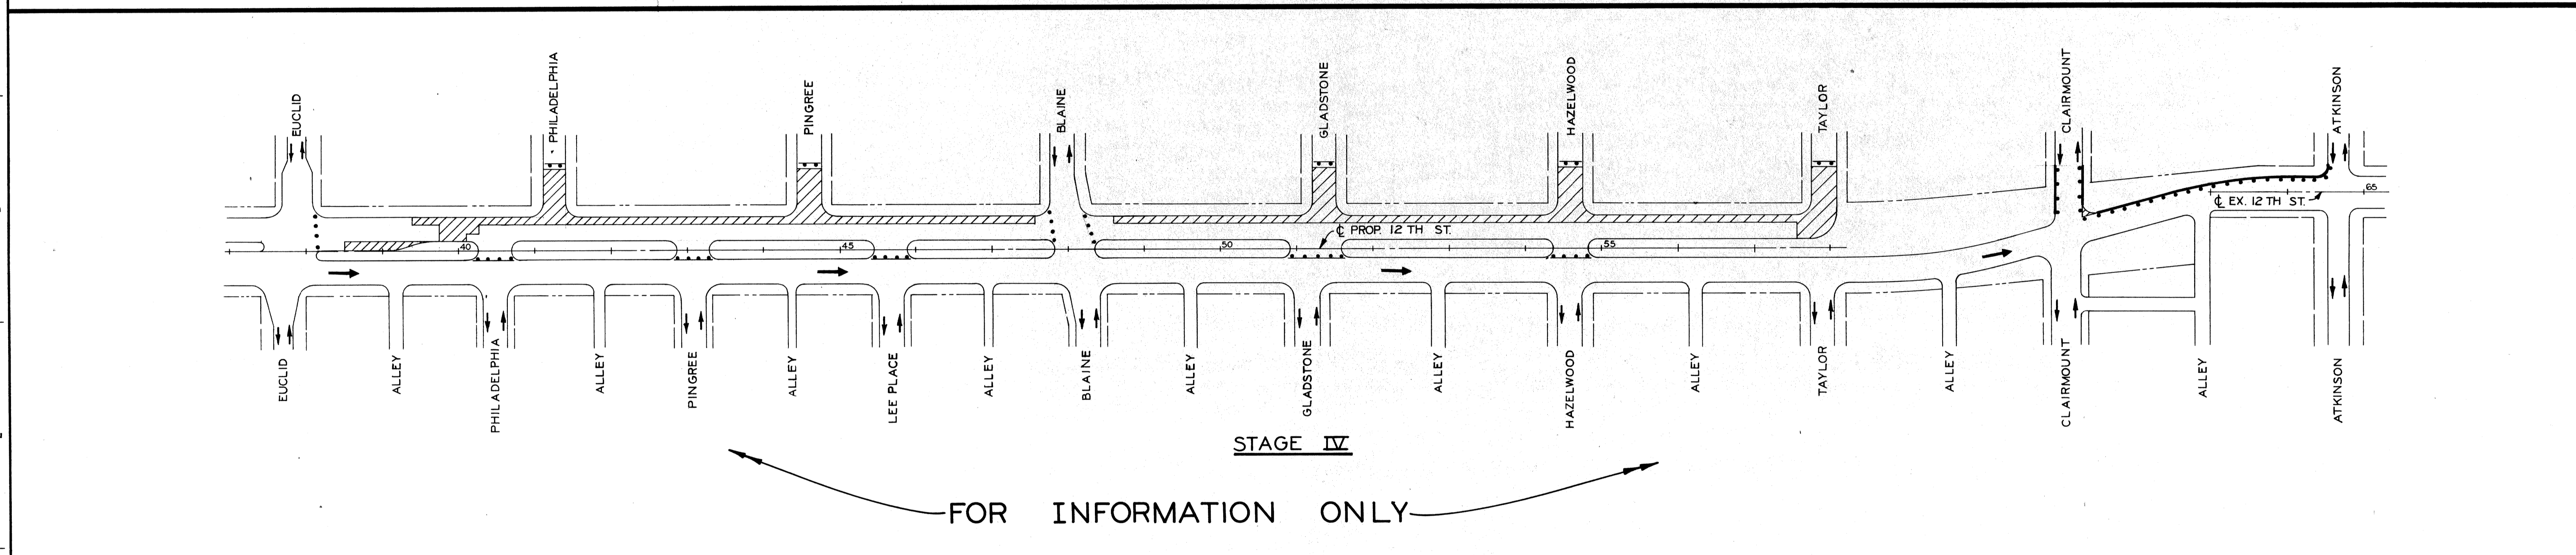 EUCLID
PHILADELPHIA
PINGREE
BLAINE
GLADSTONE
HAZELWOOD
TAYLOR
CLAIRMOUNT
ATKINSON
40
45
50
55
65
℄ PROP. 12 TH ST.
℄ EX. 12 TH ST.
EUCLID
ALLEY
PHILADELPHIA
ALLEY
PINGREE
ALLEY
LEE PLACE
ALLEY
BLAINE
ALLEY
GLADSTONE
ALLEY
HAZELWOOD
ALLEY
TAYLOR
ALLEY
CLAIRMOUNT
ALLEY
ATKINSON
STAGE IV
FOR INFORMATION ONLY